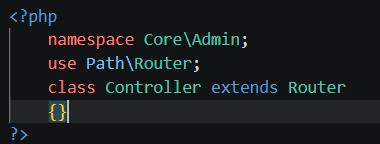 <?php
namespace Core\Admin;
use Path\Router;
class Controller extends Router
{}
?>